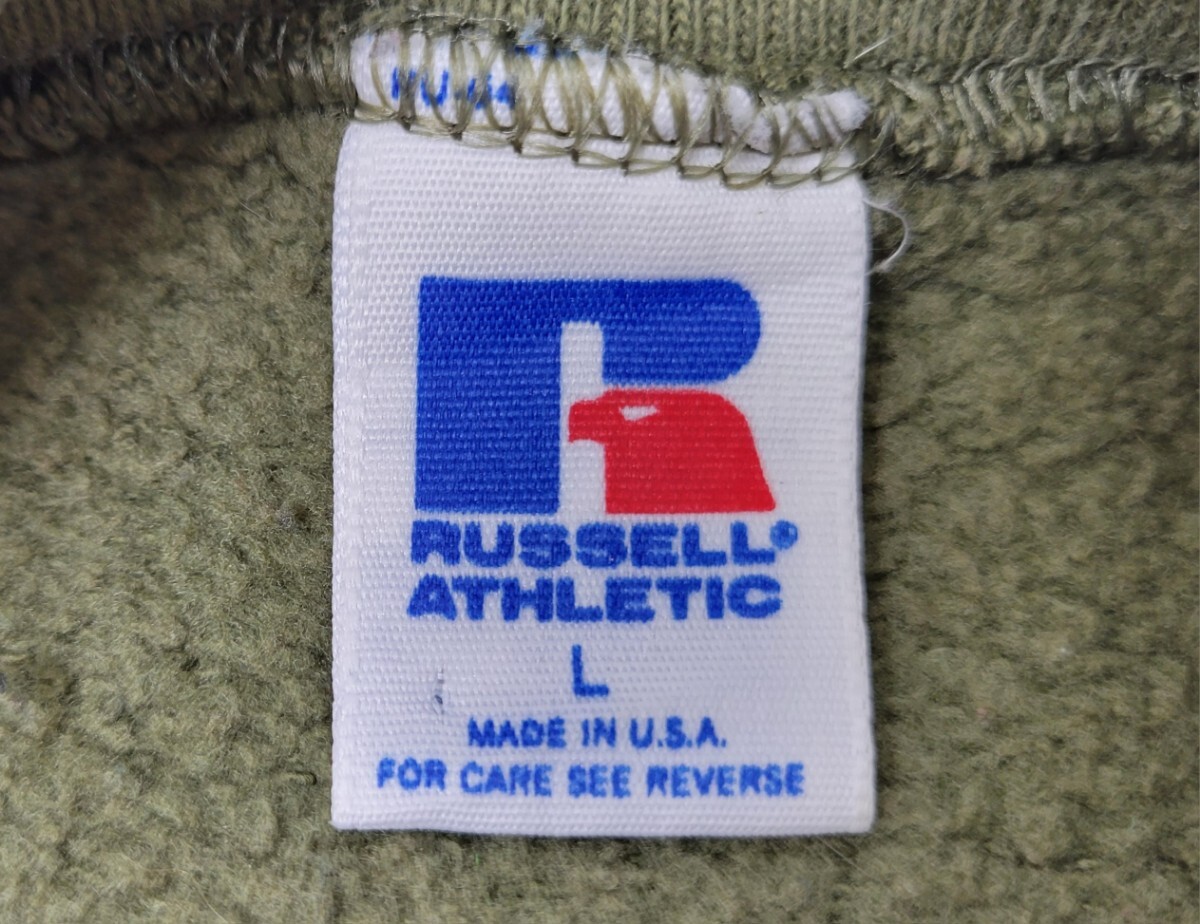 RUSSELL®
ATHLETIC
L
MADE IN U.S.A.
FOR CARE SEE REVERSE